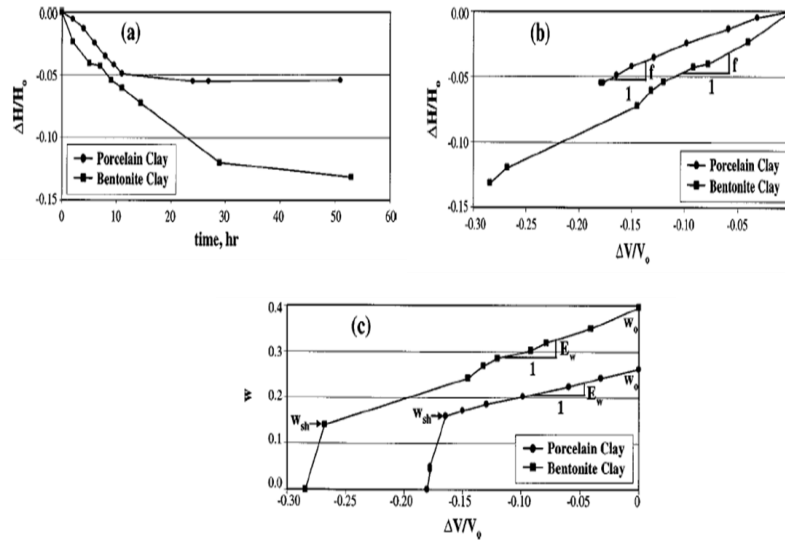 (a)
0.00
-0.05
-0.10
-0.15
ΔH/Hₒ
Porcelain Clay
Bentonite Clay
0 10 20 30 40 50 60
time, hr
(b)
0.00
-0.05
-0.10
-0.15
ΔH/Hₒ
f
1
f
1
Porcelain Clay
Bentonite Clay
-0.30 -0.25 -0.20 -0.15 -0.10 -0.05
ΔV/Vₒ
(c)
0.4
0.3
0.2
0.1
0.0
w
wₒ
E_w
1
wₒ
E_w
1
w_sh
w_sh
Porcelain Clay
Bentonite Clay
-0.30 -0.25 -0.20 -0.15 -0.10 -0.05 0
ΔV/Vₒ